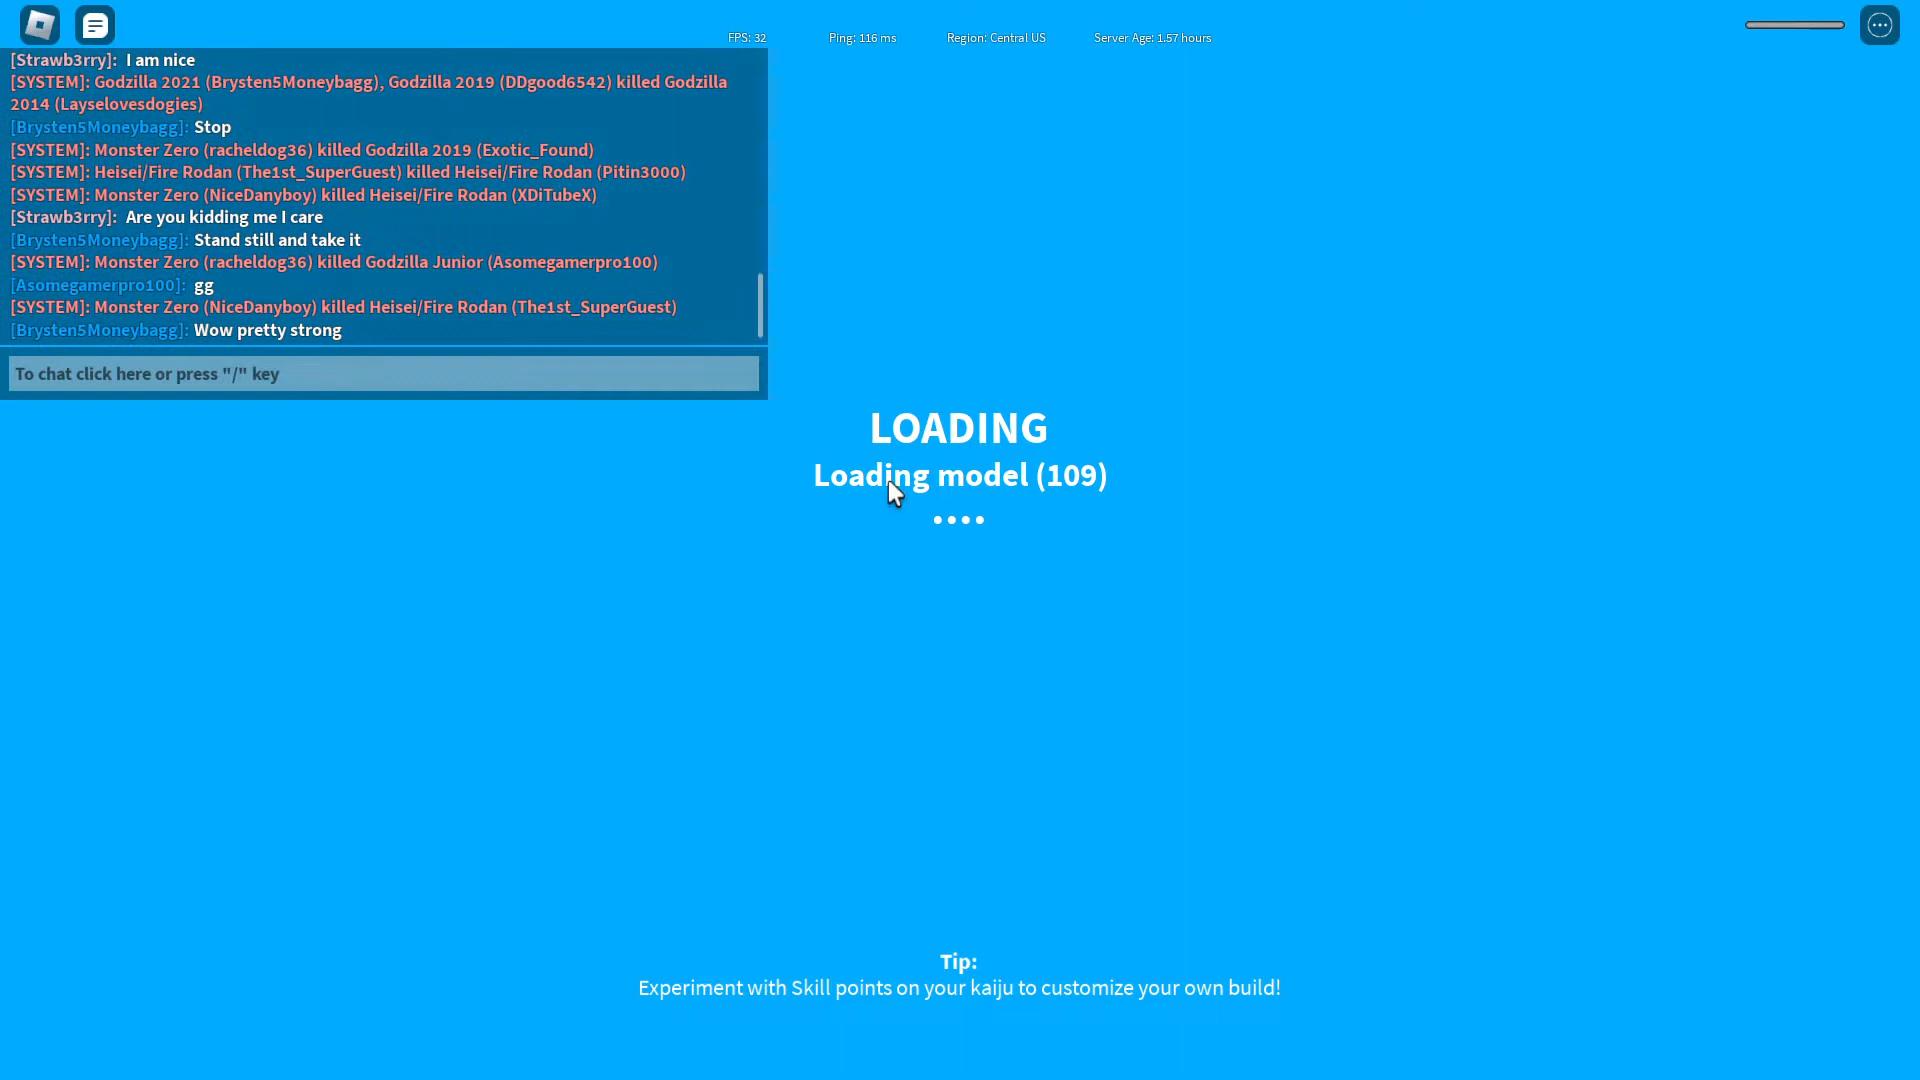 FPS: 32 Ping: 116 ms Region: Central US Server Age: 1.57 hours
[Strawb3rry]: I am nice
[SYSTEM]: Godzilla 2021 (Brysten5Moneybagg), Godzilla 2019 (DDgood6542) killed Godzilla
2014 (Layselovesdogies)
[Brysten5Moneybagg]: Stop
[SYSTEM]: Monster Zero (racheldog36) killed Godzilla 2019 (Exotic_Found)
[SYSTEM]: Heisei/Fire Rodan (The1st_SuperGuest) killed Heisei/Fire Rodan (Pitin3000)
[SYSTEM]: Monster Zero (NiceDanyboy) killed Heisei/Fire Rodan (XDiTubeX)
[Strawb3rry]: Are you kidding me I care
[Brysten5Moneybagg]: Stand still and take it
[SYSTEM]: Monster Zero (racheldog36) killed Godzilla Junior (Asomegamerpro100)
[Asomegamerpro100]: gg
[SYSTEM]: Monster Zero (NiceDanyboy) killed Heisei/Fire Rodan (The1st_SuperGuest)
[Brysten5Moneybagg]: Wow pretty strong
To chat click here or press "/" key
LOADING
Loading model (109)
Tip:
Experiment with Skill points on your kaiju to customize your own build!